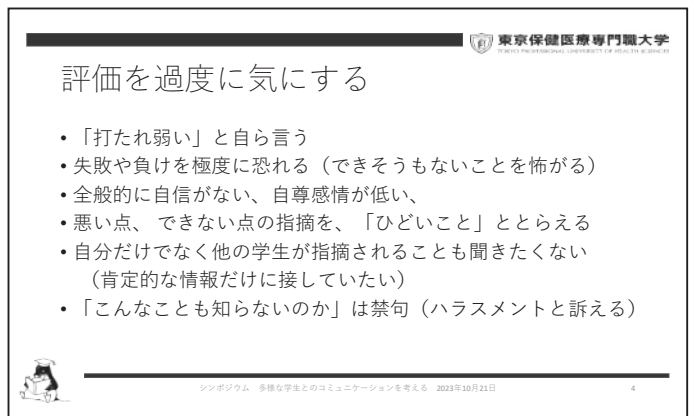 東京保健医療専門職大学
TOKYO PROFESSIONAL UNIVERSITY OF HEALTH SCIENCES
評価を過度に気にする
• 「打たれ弱い」と自ら言う
• 失敗や負けを極度に恐れる（できそうもないことを怖がる）
• 全般的に自信がない、自尊感情が低い、
• 悪い点、 できない点の指摘を、「ひどいこと」ととらえる
• 自分だけでなく他の学生が指摘されることも聞きたくない
（肯定的な情報だけに接していたい）
• 「こんなことも知らないのか」は禁句（ハラスメントと訴える）
シンポジウム 多様な学生とのコミュニケーションを考える 2023年10月21日
4